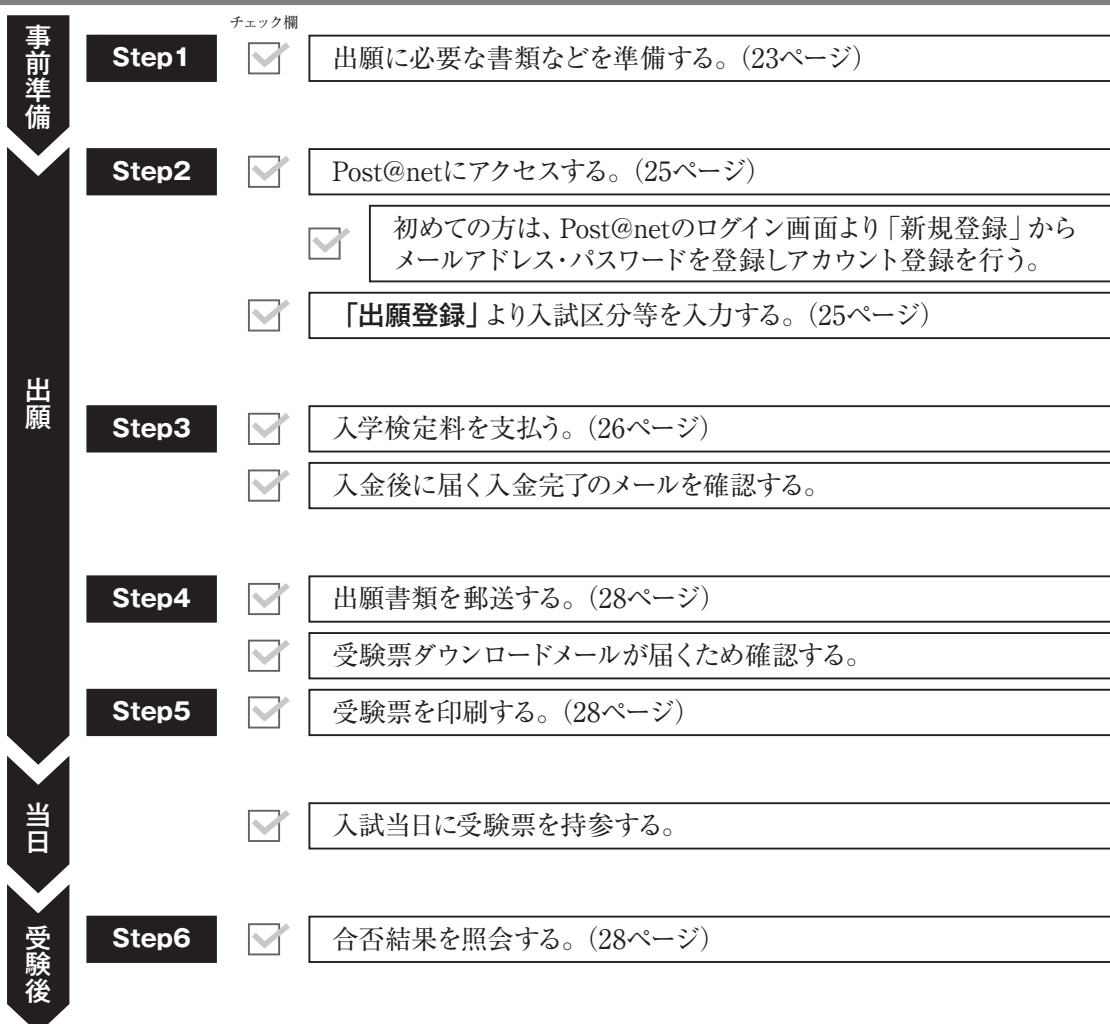 チェック欄
事前準備
Step1
出願に必要な書類などを準備する。(23ページ)
出願
Step2
Post@netにアクセスする。(25ページ)
初めての方は、Post@netのログイン画面より「新規登録」から
メールアドレス・パスワードを登録しアカウント登録を行う。
「出願登録」より入試区分等を入力する。(25ページ)
Step3
入学検定料を支払う。(26ページ)
入金後に届く入金完了のメールを確認する。
Step4
出願書類を郵送する。(28ページ)
受験票ダウンロードメールが届くため確認する。
Step5
受験票を印刷する。(28ページ)
当日
入試当日に受験票を持参する。
受験後
Step6
合否結果を照会する。(28ページ)